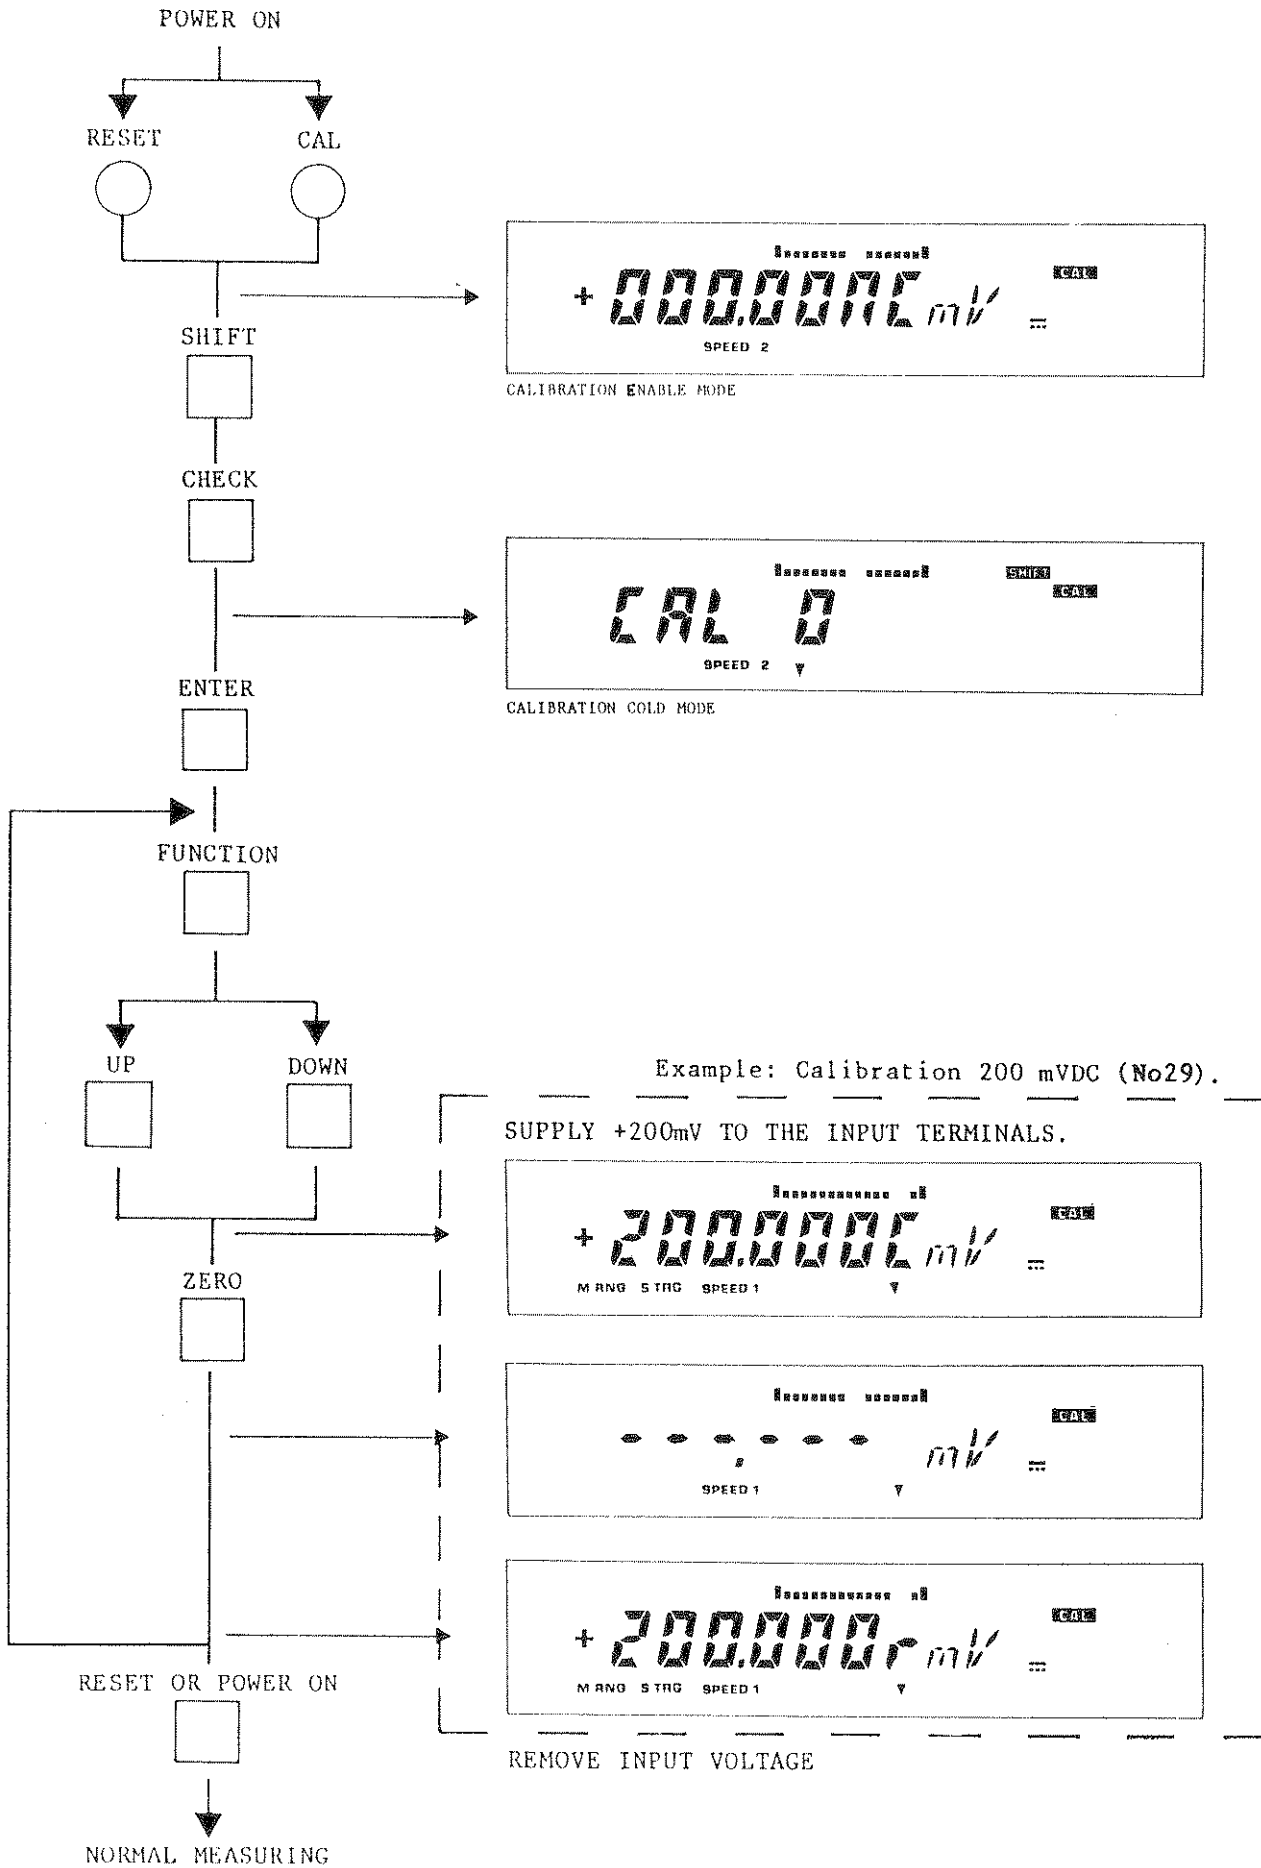 POWER ON
RESET CAL
CAL
+ 000.00ΠC mV
SPEED 2
CALIBRATION ENABLE MODE
SHIFT
CHECK
SHIFT
CAL
CAL 0
SPEED 2
CALIBRATION COLD MODE
ENTER
FUNCTION
UP DOWN
Example: Calibration 200 mVDC (No29).
SUPPLY +200mV TO THE INPUT TERMINALS.
CAL
+ 200.000C mV
M RNG S TRG SPEED 1
ZERO
CAL
- - - . - - - mV
SPEED 1
CAL
+ 200.000r mV
M RNG S TRG SPEED 1
RESET OR POWER ON
REMOVE INPUT VOLTAGE
NORMAL MEASURING